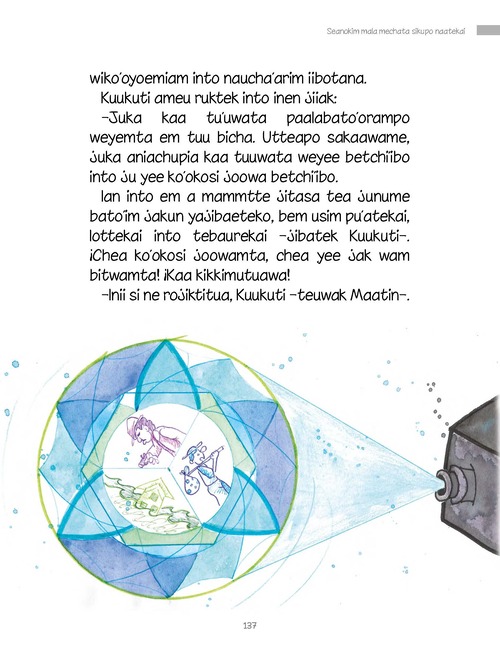 Seanokim mala mechata sikupo naatekai
wiko'oyoemiam into naucha'arim iibotana.
Kuukuti ameu ruktek into inen jiiak:
–Juka kaa tu'uwata paalabato'orampo
weyemta em tuu bicha. Utteapo sakaawame,
juka aniachupia kaa tuuwata weyee betchi'ibo
into ju yee ko'okosi joowa betchi'ibo.
Ian into em a mammtte jitasa tea junume
bato'im jakun yajibaeteko, bem usim pu'atekai,
lottekai into tebaurekai –jibatek Kuukuti–.
¡Chea ko'okosi joowamta, chea yee jak wam
bitwamta! ¡Kaa kikkimutuawa!
–Inii si ne rojiktitua, Kuukuti –teuwak Maatin–.
137